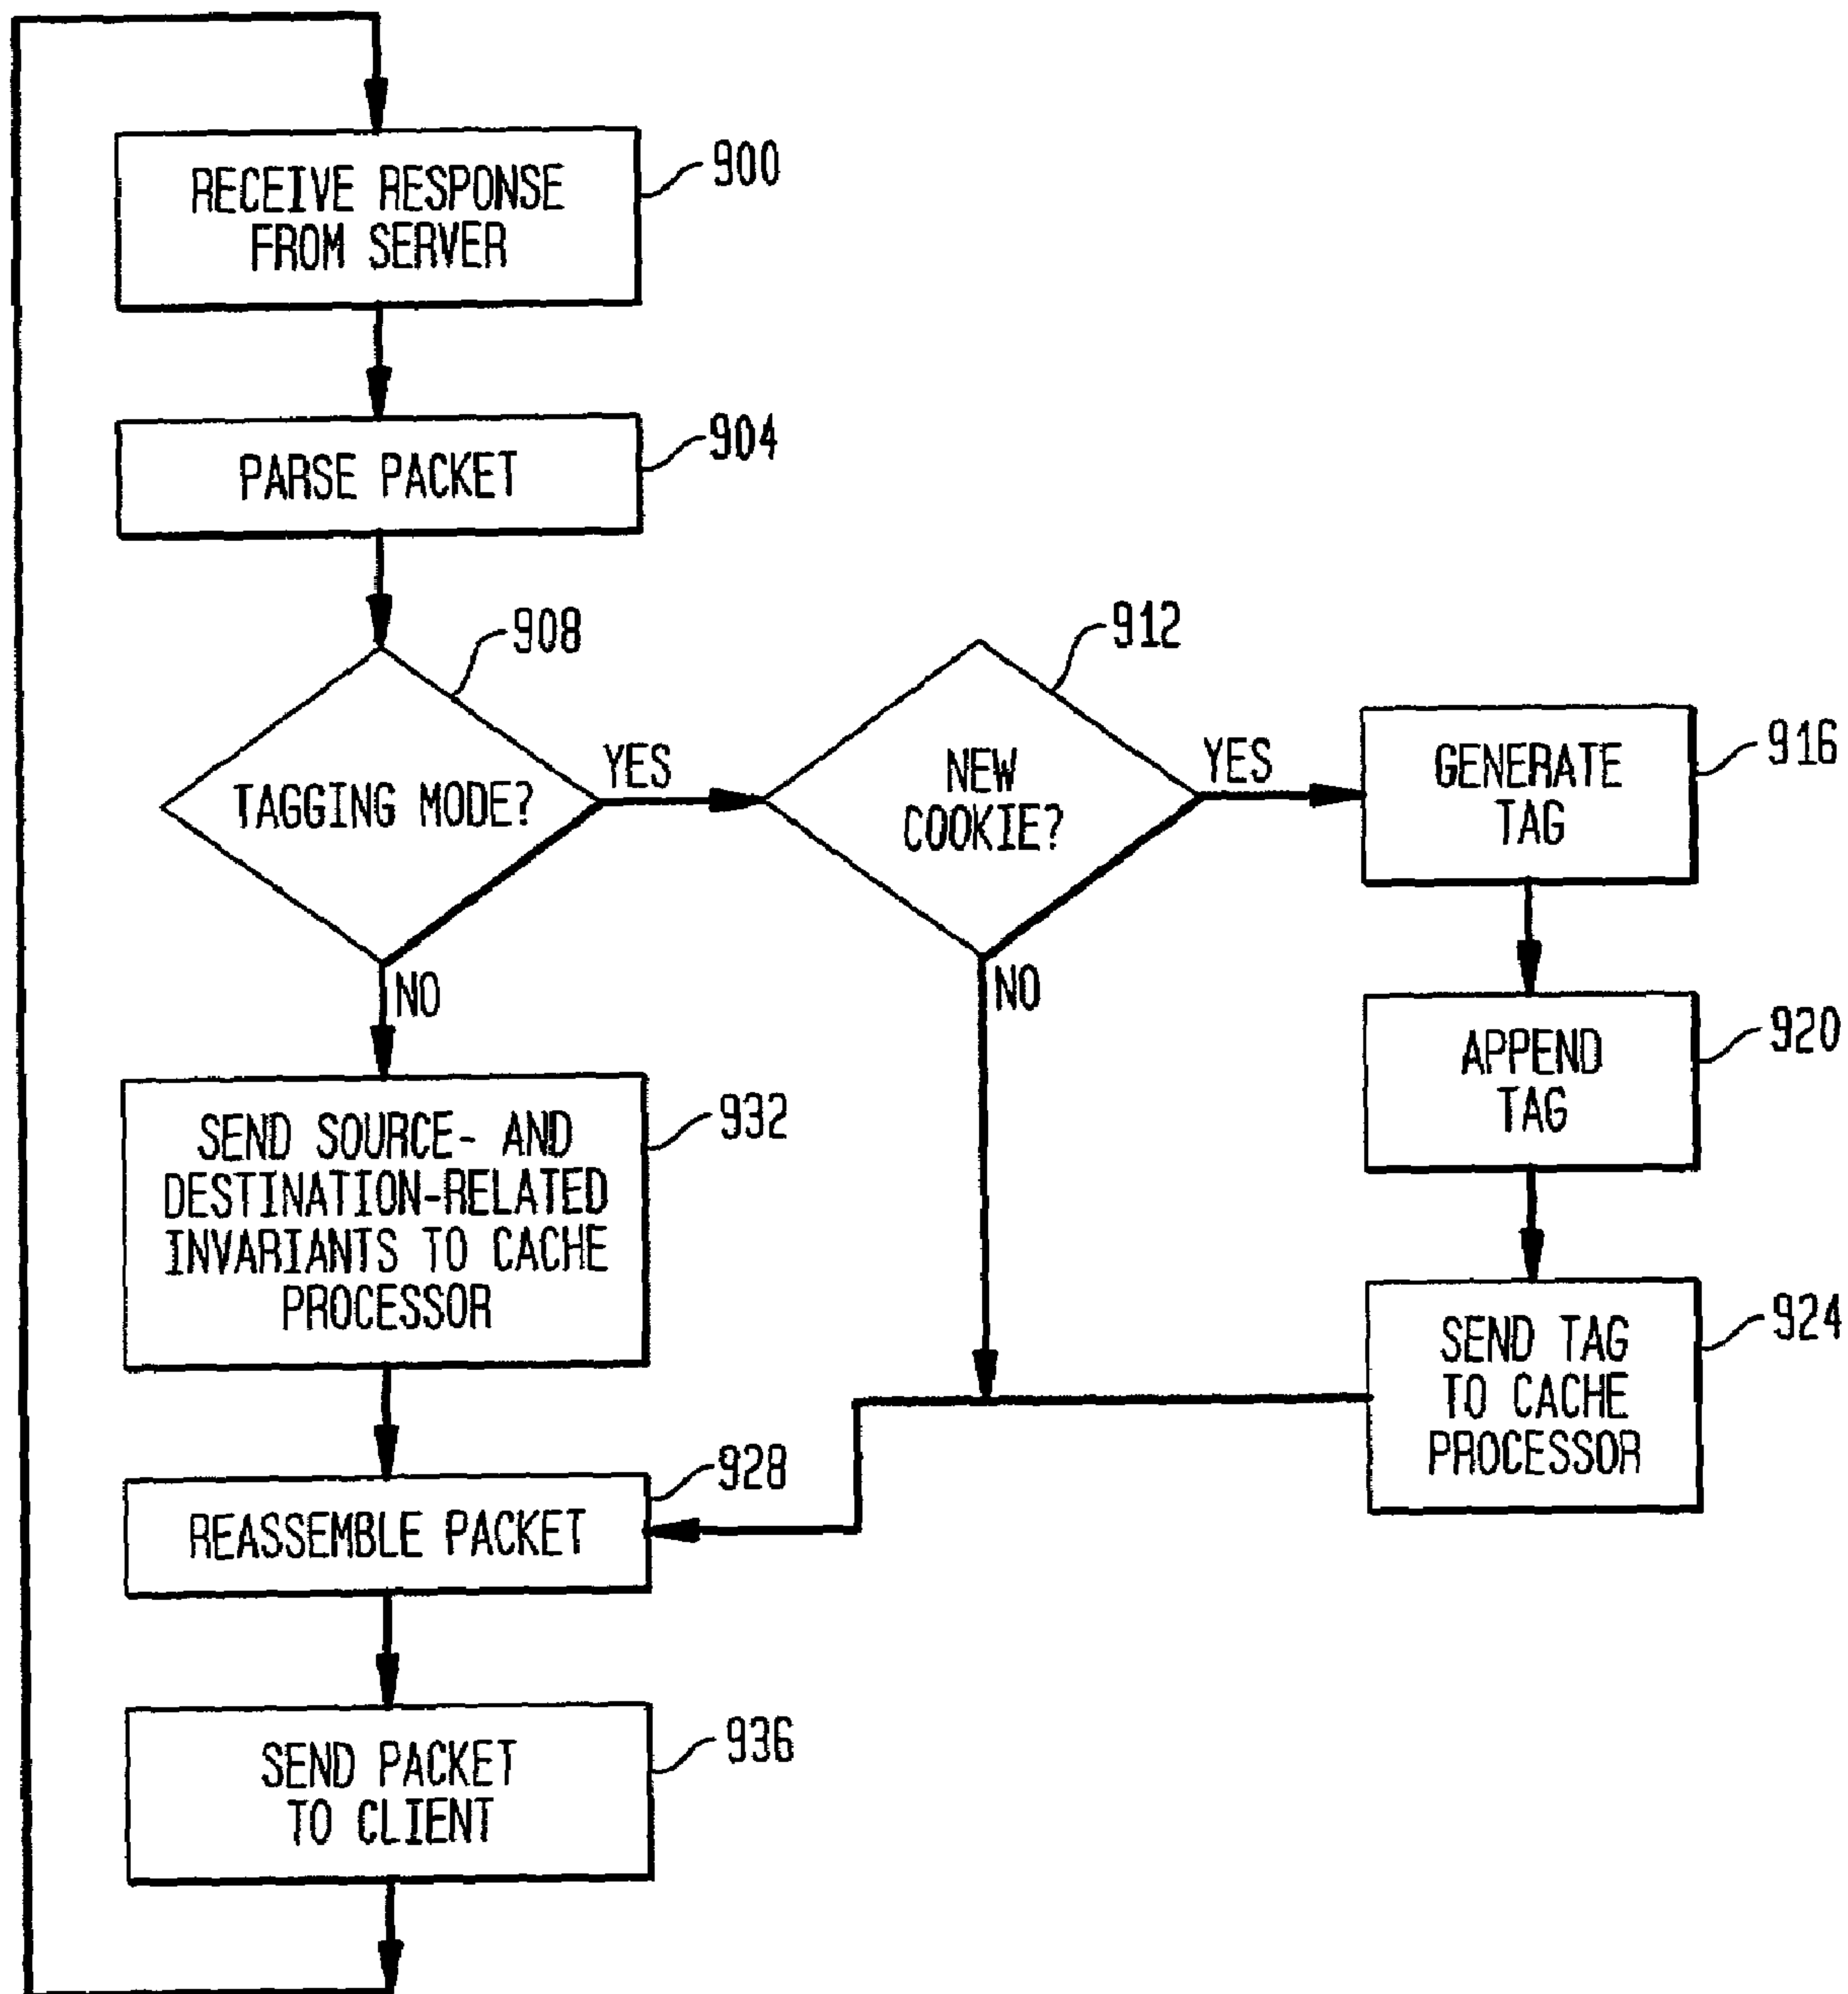 RECEIVE RESPONSE
FROM SERVER
900
PARSE PACKET
904
TAGGING MODE?
908
YES
NO
NEW
COOKIE?
912
YES
NO
GENERATE
TAG
916
APPEND
TAG
920
SEND TAG
TO CACHE
PROCESSOR
924
SEND SOURCE- AND
DESTINATION-RELATED
INVARIANTS TO CACHE
PROCESSOR
932
REASSEMBLE PACKET
928
SEND PACKET
TO CLIENT
936